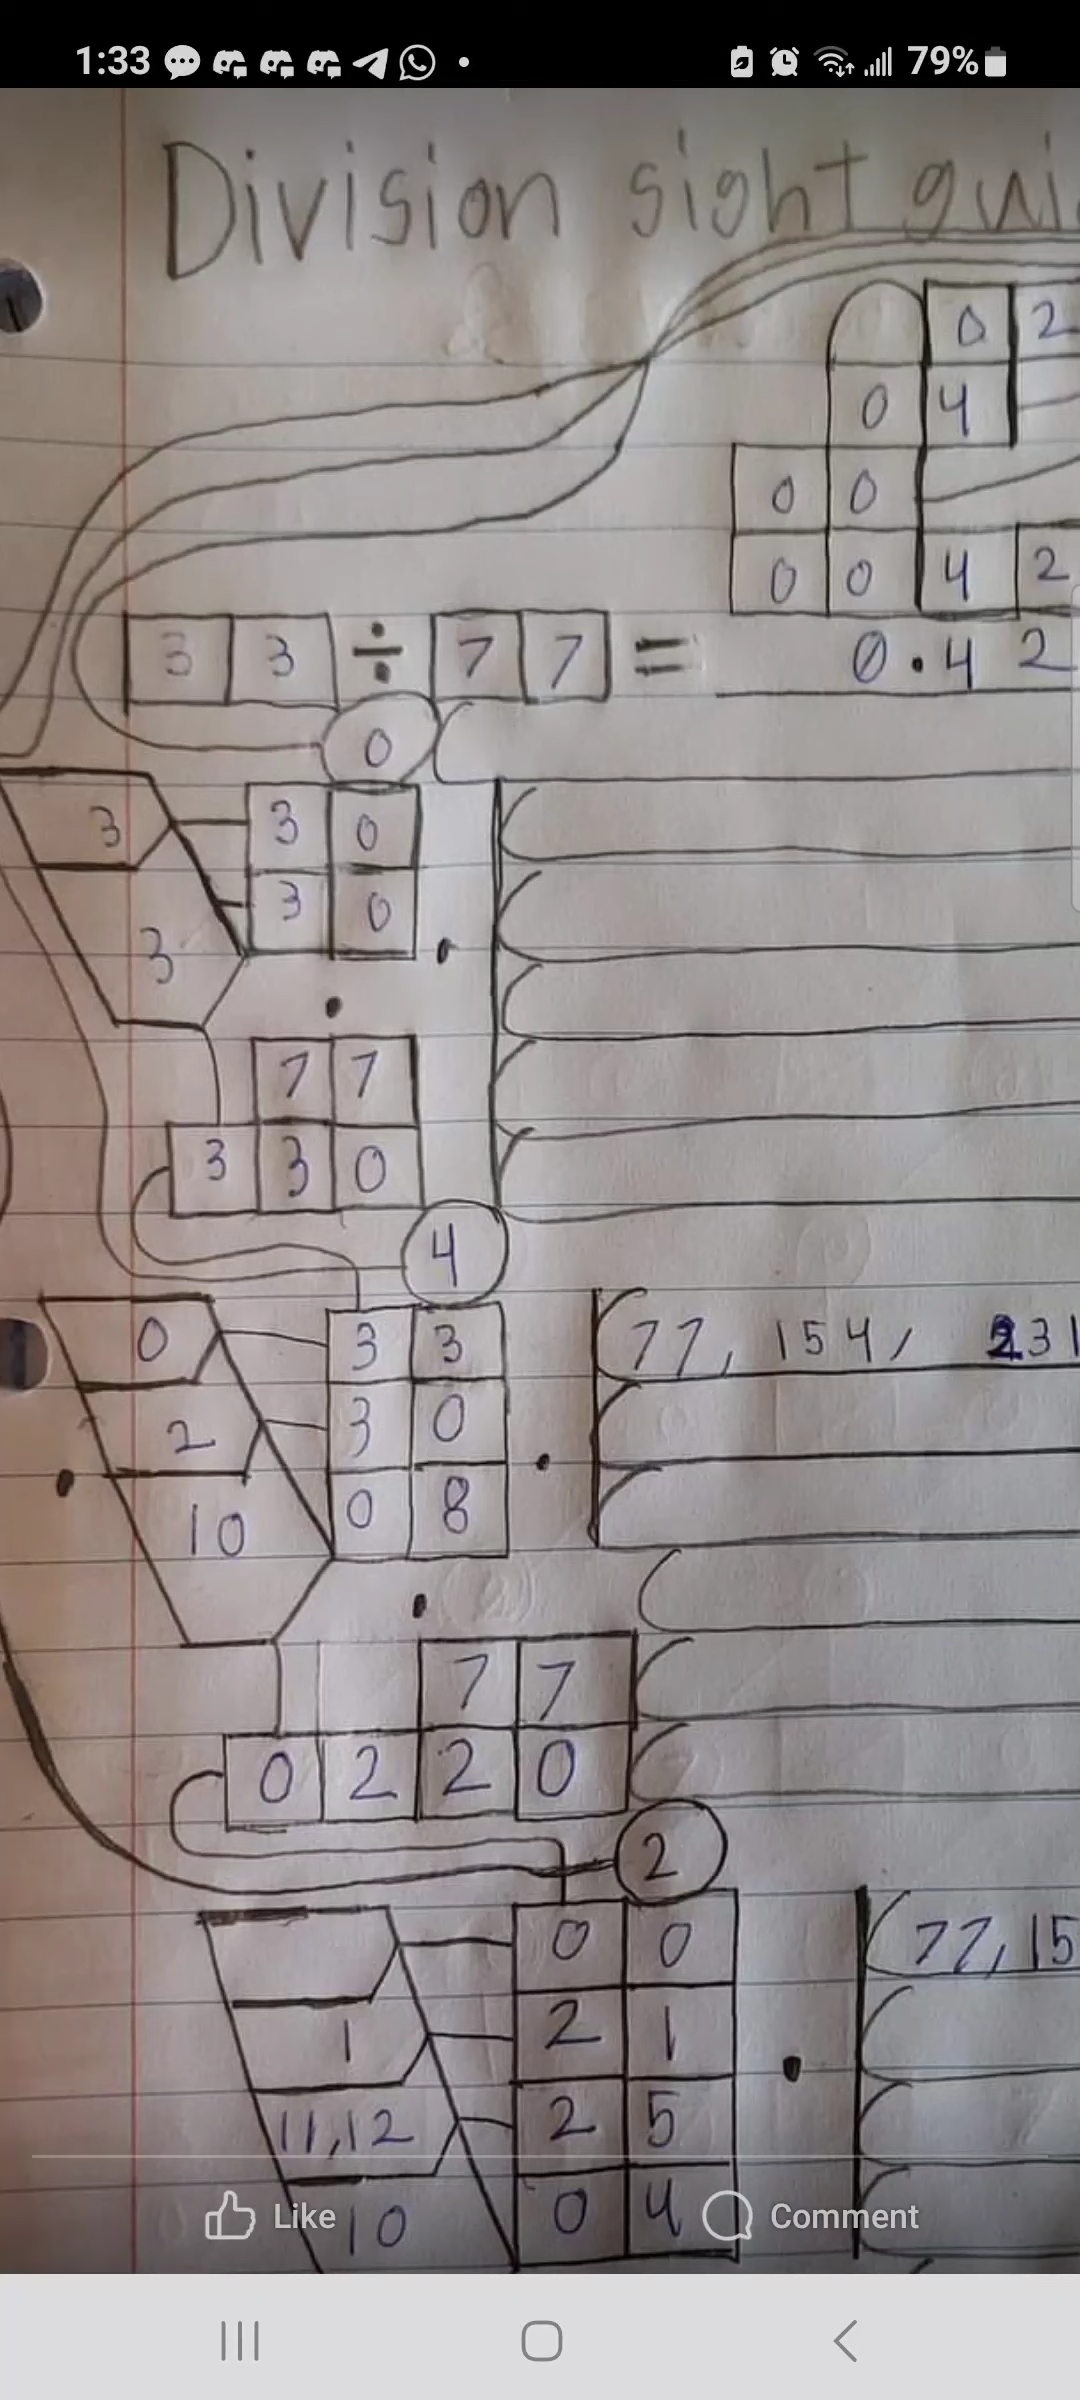 1:33
79%
Division sight gui
0 2
0 4
0 0
0 0 4 2
3 3 ÷ 7 7 = 0.4 2
0
3 3 0
3 0
3
7 7
3 3 0
4
0 3 3 77, 154, 231
2 3 0
10 0 8
7 7
0 2 2 0
2
0 0 77, 15
1 2 1
11,12 2 5
10 0 4
Like Comment